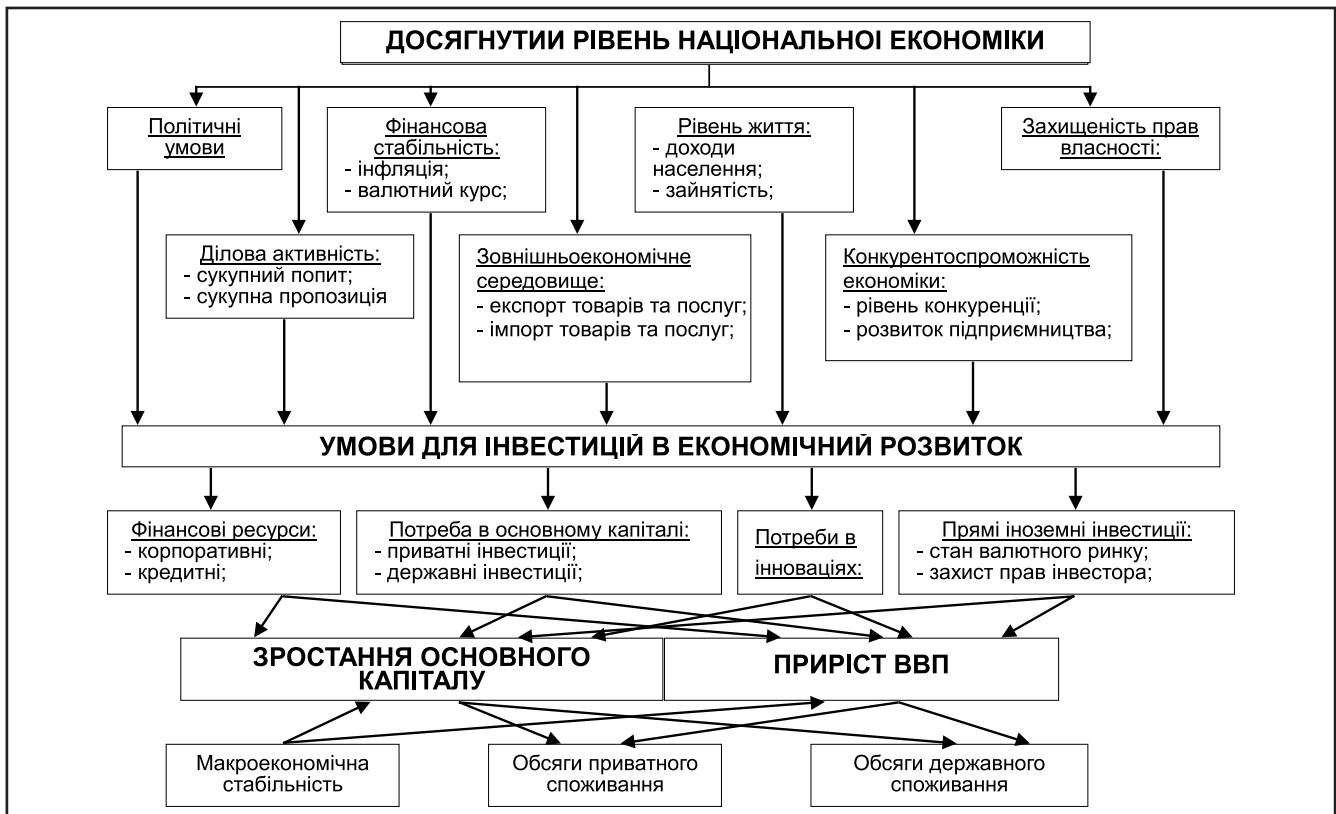 ДОСЯГНУТИИ РІВЕНЬ НАЦІОНАЛЬНОІ ЕКОНОМІКИ
Політичні
умови
Фінансова
стабільність:
- інфляція;
- валютний курс;
Рівень життя:
- доходи
населення;
- зайнятість;
Захищеність прав
власності:
Ділова активність:
- сукупний попит;
- сукупна пропозиція
Зовнішньоекономічне
середовище:
- експорт товарів та послуг;
- імпорт товарів та послуг;
Конкурентоспроможність
економіки:
- рівень конкуренції;
- розвиток підприємництва;
УМОВИ ДЛЯ ІНВЕСТИЦІЙ В ЕКОНОМІЧНИЙ РОЗВИТОК
Фінансові ресурси:
- корпоративні;
- кредитні;
Потреба в основному капіталі:
- приватні інвестиції;
- державні інвестиції;
Потреби в
інноваціях:
Прямі іноземні інвестиції:
- стан валютного ринку;
- захист прав інвестора;
ЗРОСТАННЯ ОСНОВНОГО
КАПІТАЛУ
ПРИРІСТ ВВП
Макроекономічна
стабільність
Обсяги приватного
споживання
Обсяги державного
споживання